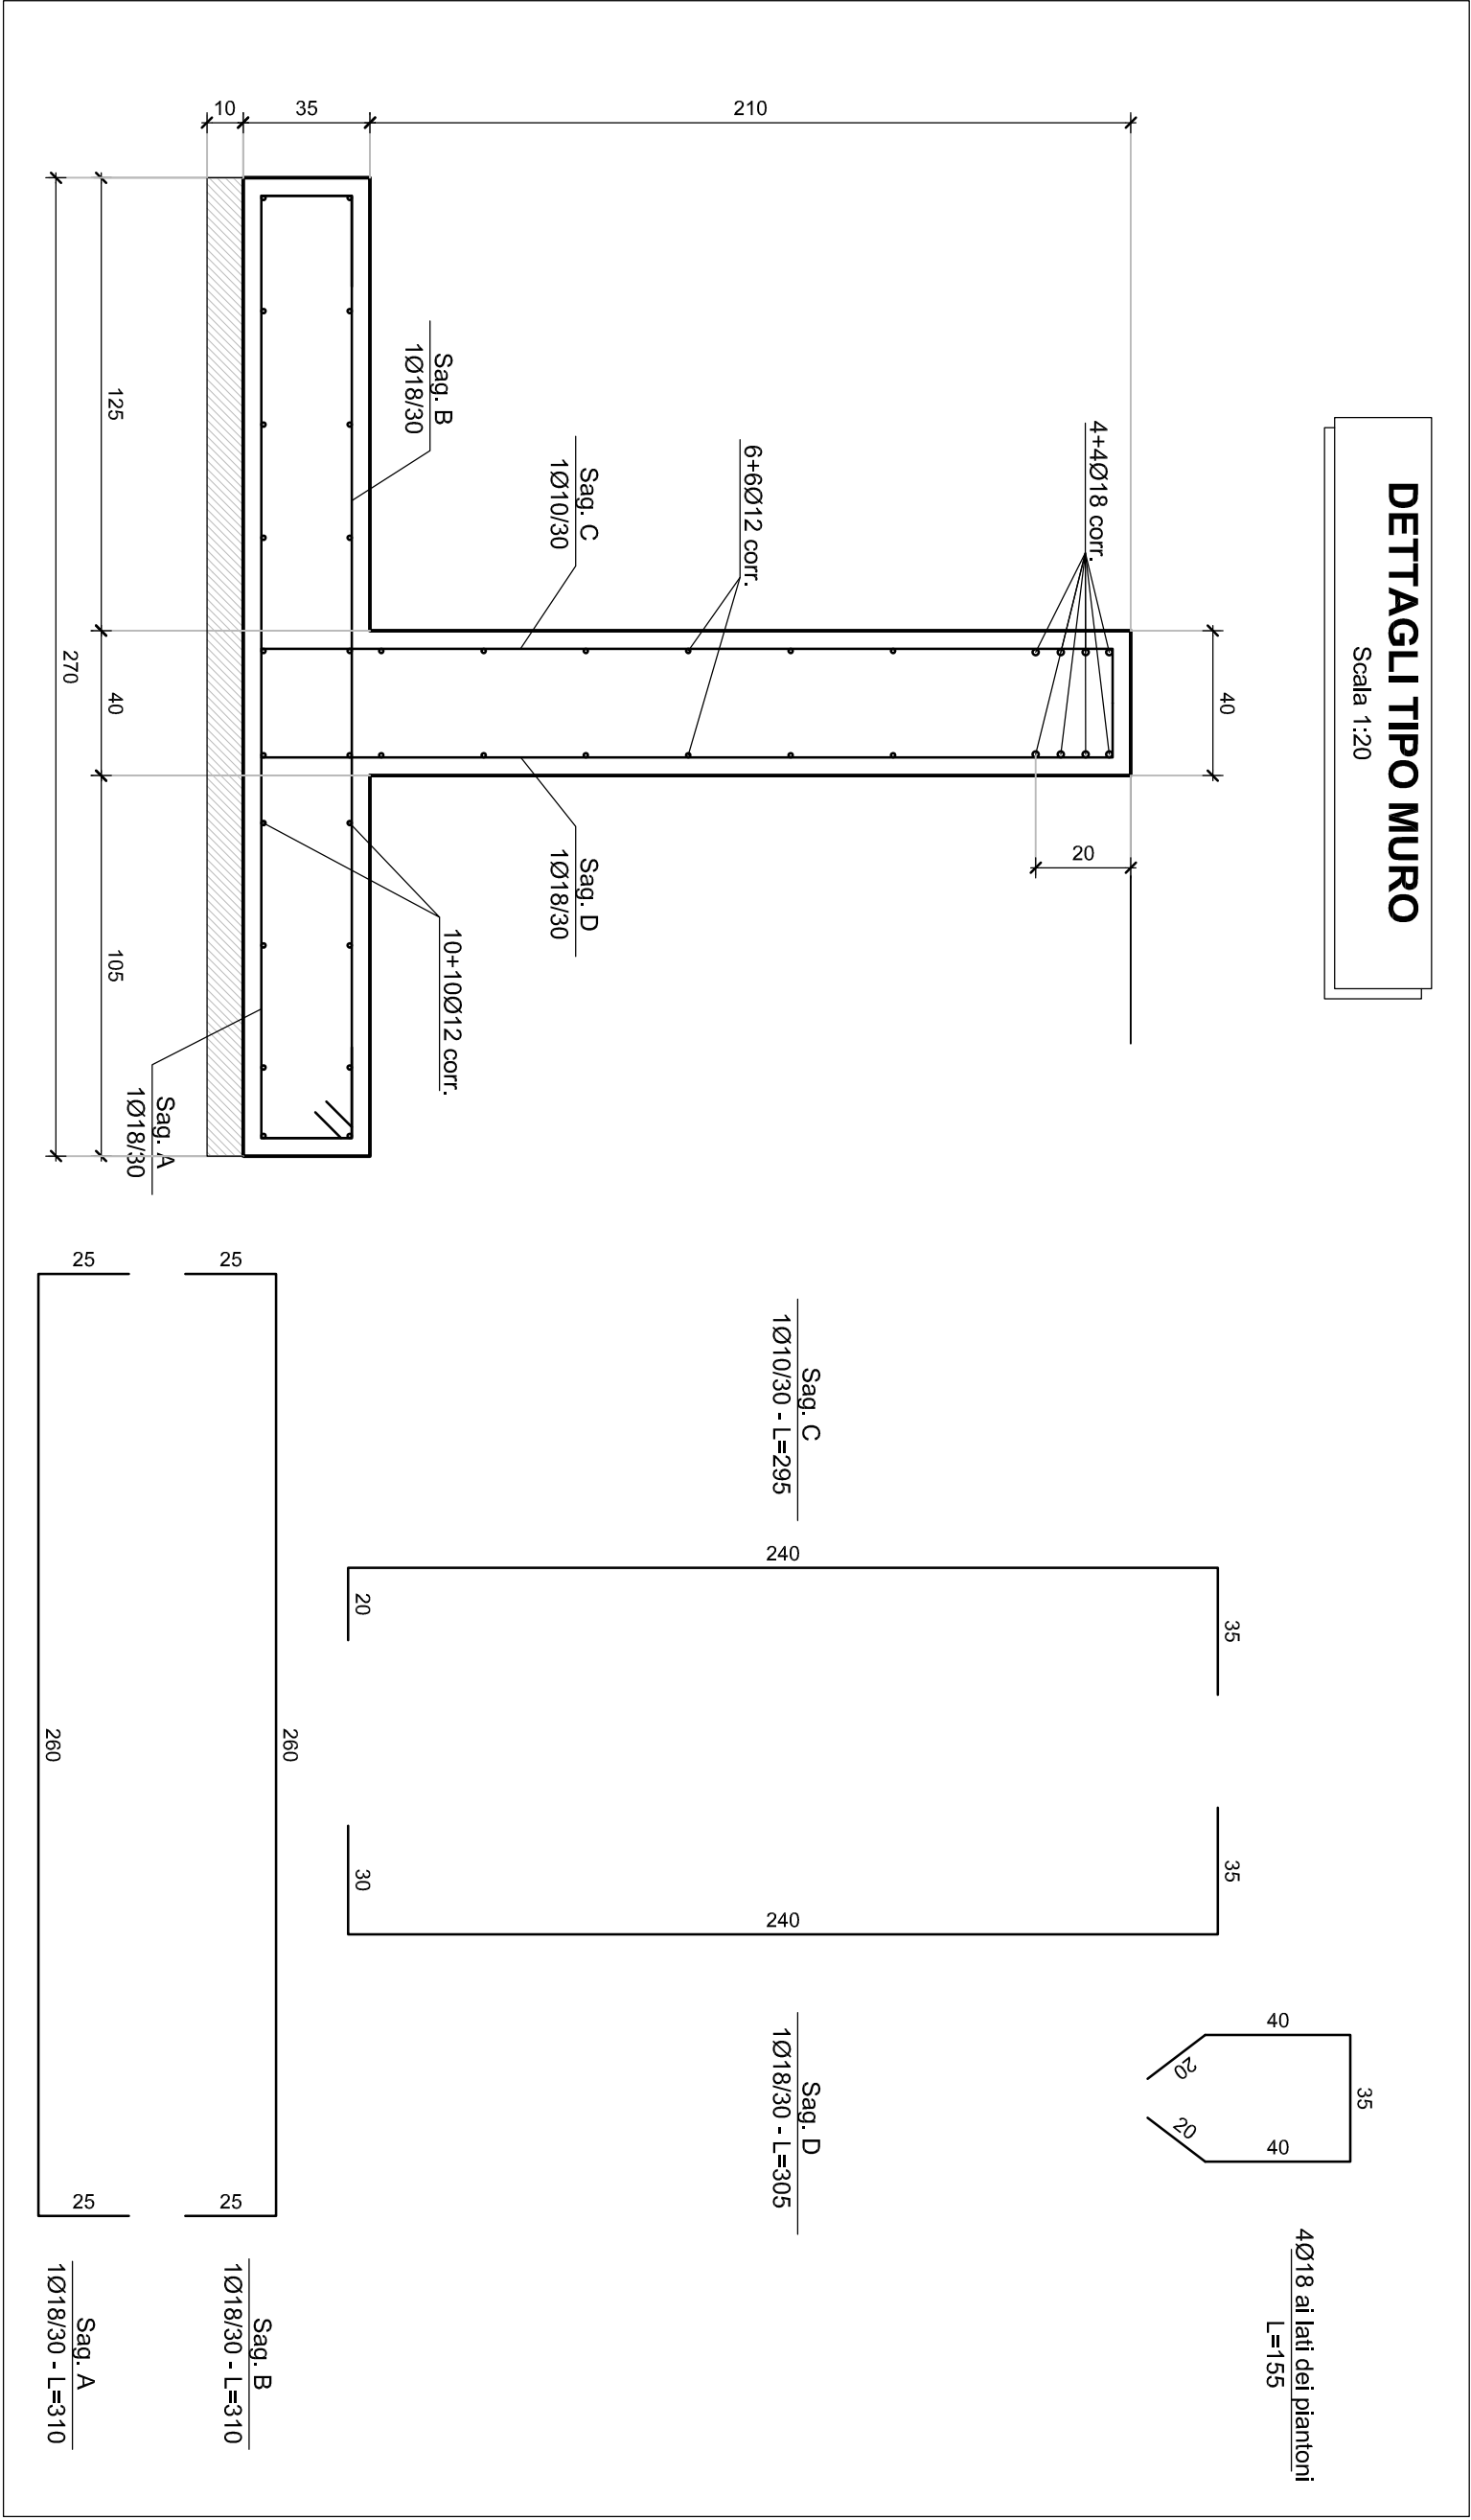 DETTAGLI TIPO MURO
Scala 1:20
40
20
210
35
10
4+4Ø18 corr.
6+6Ø12 corr.
Sag. C
1Ø10/30
Sag. D
1Ø18/30
Sag. B
1Ø18/30
10+10Ø12 corr.
Sag. A
1Ø18/30
125
40
105
270
35
40
40
20
20
4Ø18 ai lati dei piantoni
L=155
35
35
240
240
20
30
Sag. C
1Ø10/30 - L=295
Sag. D
1Ø18/30 - L=305
260
25
25
Sag. B
1Ø18/30 - L=310
25
25
260
Sag. A
1Ø18/30 - L=310